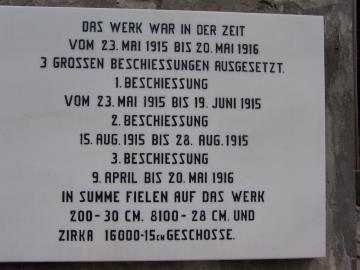 DAS WERK WAR IN DER ZEIT
VOM 23. MAI 1915 BIS 20. MAI 1916
3 GROSSEN BESCHIESSUNGEN AUSGESETZT.
1. BESCHIESSUNG
VOM 23. MAI 1915 BIS 19. JUNI 1915
2. BESCHIESSUNG
15. AUG. 1915 BIS 28. AUG. 1915
3. BESCHIESSUNG
9. APRIL BIS 20. MAI 1916
IN SUMME FIELEN AUF DAS WERK
200-30 CM. 8100-28 CM. UND
ZIRKA 16000-15CM GESCHOSSE.